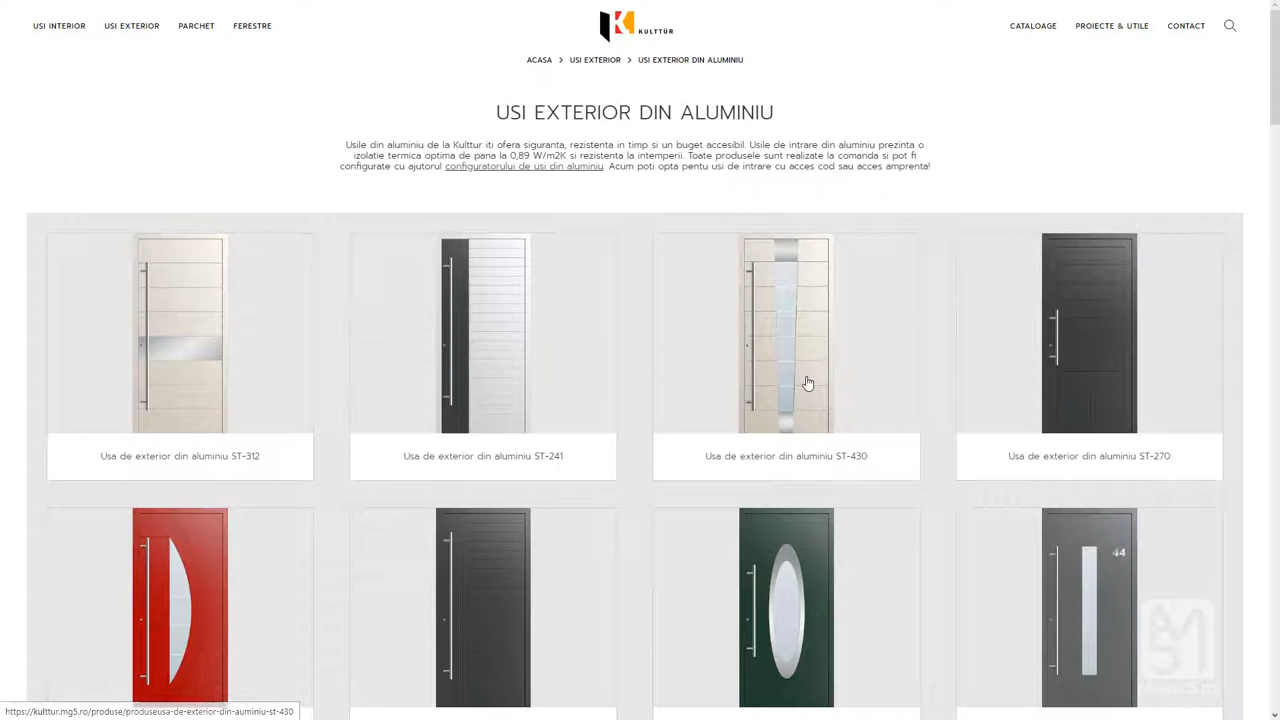 USI INTERIOR USI EXTERIOR PARCHET FERESTRE
KULTTÜR
CATALOAGE PROIECTE & UTILE CONTACT
ACASA > USI EXTERIOR > USI EXTERIOR DIN ALUMINIU
USI EXTERIOR DIN ALUMINIU
Usile din aluminiu de la Kulttur iti ofera siguranta, rezistenta in timp si un buget accesibil. Usile de intrare din aluminiu prezinta o
izolatie termica optima de pana la 0,89 W/m2K si rezistenta la intemperii. Toate produsele sunt realizate la comanda si pot fi
configurate cu ajutorul configuratorului de usi din aluminiu. Acum poti opta pentu usi de intrare cu acces cod sau acces amprenta!
Usa de exterior din aluminiu ST-312
Usa de exterior din aluminiu ST-241
Usa de exterior din aluminiu ST-430
Usa de exterior din aluminiu ST-270
44
https://kulttur.mg5.ro/produse/produseusa-de-exterior-din-auminiu-st-430